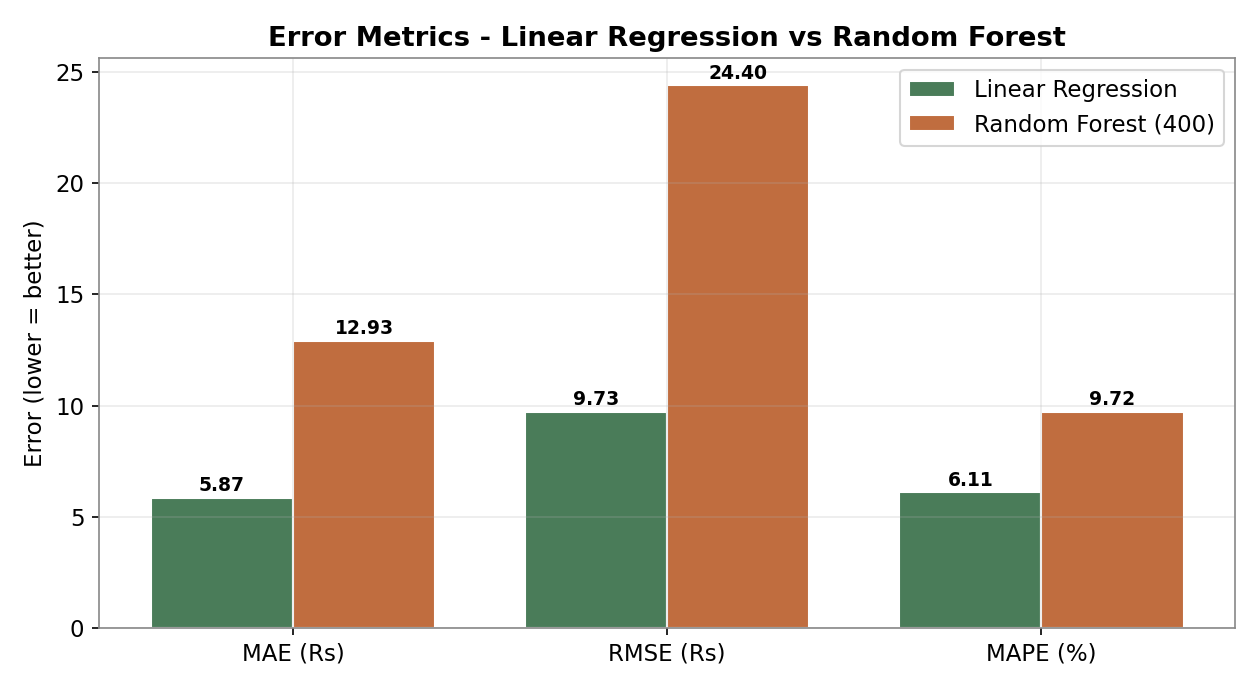 Error Metrics - Linear Regression vs Random Forest
Linear Regression
Random Forest (400)
Error (lower = better)
25
20
15
10
5
0
5.87
12.93
9.73
24.40
6.11
9.72
MAE (Rs)
RMSE (Rs)
MAPE (%)